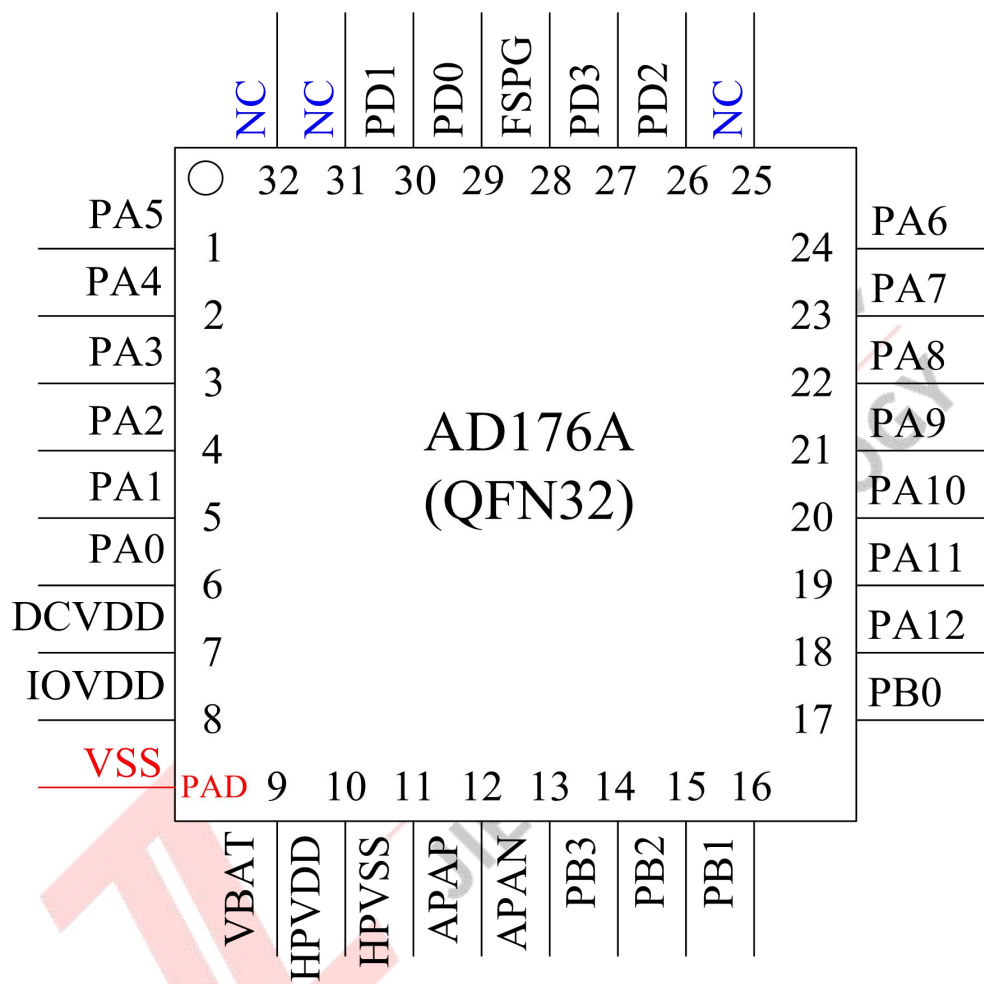 NC NC PD1 PD0 FSPG PD3 PD2 NC
32 31 30 29 28 27 26 25
PA5 1
PA4 2
PA3 3
PA2 4
PA1 5
PA0 6
DCVDD 7
IOVDD 8
VSS PAD
AD176A
(QFN32)
24 PA6
23 PA7
22 PA8
21 PA9
20 PA10
19 PA11
18 PA12
17 PB0
9 10 11 12 13 14 15 16
VBAT HPVDD HPVSS APAP APAN PB3 PB2 PB1